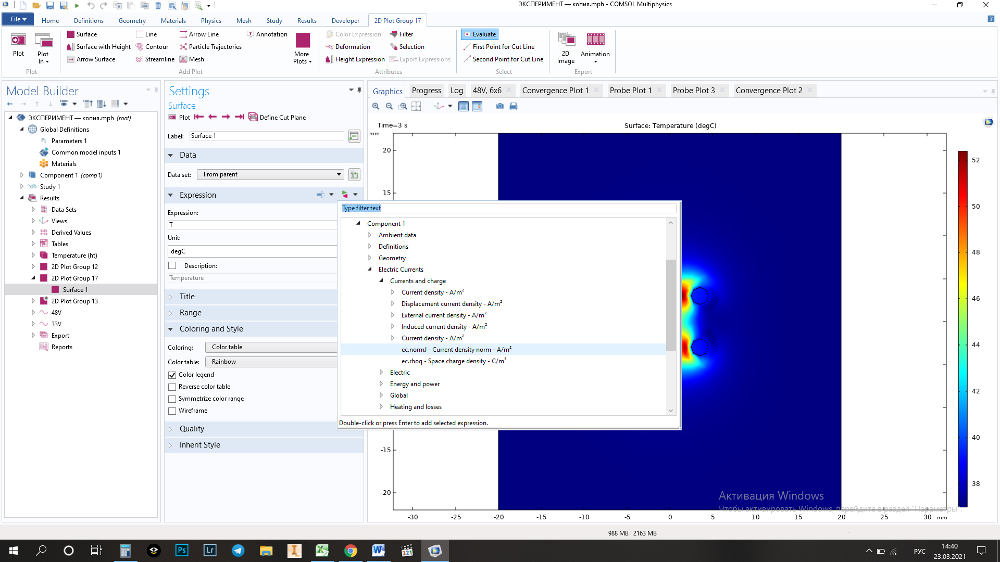 ЭКСПЕРИМЕНТ — копия.mph - COMSOL Multiphysics
File
Home
Definitions
Geometry
Materials
Physics
Mesh
Study
Results
Developer
2D Plot Group 17
Plot
Plot In
Plot
Surface
Surface with Height
Arrow Surface
Line
Contour
Streamline
Arrow Line
Particle Trajectories
Mesh
Annotation
More Plots
Add Plot
Color Expression
Deformation
Height Expression
Filter
Selection
Export Expressions
Attributes
Evaluate
First Point for Cut Line
Second Point for Cut Line
Select
2D Image
Animation
Export
Model Builder
ЭКСПЕРИМЕНТ — копия.mph (root)
Global Definitions
Parameters 1
Common model inputs 1
Materials
Component 1 (comp1)
Study 1
Results
Data Sets
Views
Derived Values
Tables
Temperature (ht)
2D Plot Group 12
2D Plot Group 17
Surface 1
2D Plot Group 13
48V
33V
Export
Reports
Settings
Surface
Plot
Define Cut Plane
Label: Surface 1
Data
Data set: From parent
Expression
Expression:
T
Unit:
degC
Description:
Temperature
Title
Range
Coloring and Style
Coloring: Color table
Color table: Rainbow
Color legend
Reverse color table
Symmetrize color range
Wireframe
Quality
Inherit Style
Graphics
Progress
Log
48V, 6x6
Convergence Plot 1
Probe Plot 1
Probe Plot 3
Convergence Plot 2
Time=3 s
Surface: Temperature (degC)
mm
20
15
-15
-20
-30 -25 -20 -15 -10 -5 0 5 10 15 20 25 30 mm
52
50
48
46
44
42
40
38
Type filter text
Component 1
Ambient data
Definitions
Geometry
Electric Currents
Currents and charge
Current density - A/m²
Displacement current density - A/m²
External current density - A/m²
Induced current density - A/m²
Current density - A/m²
ec.normJ - Current density norm - A/m²
ec.rhoq - Space charge density - C/m³
Electric
Energy and power
Global
Heating and losses
Double-click or press Enter to add selected expression.
Активация Windows
Чтобы активировать Windows, перейдите в раздел "Параметры".
988 MB | 2163 MB
Ps
Lr
I
321
РУС
14:40
23.03.2021